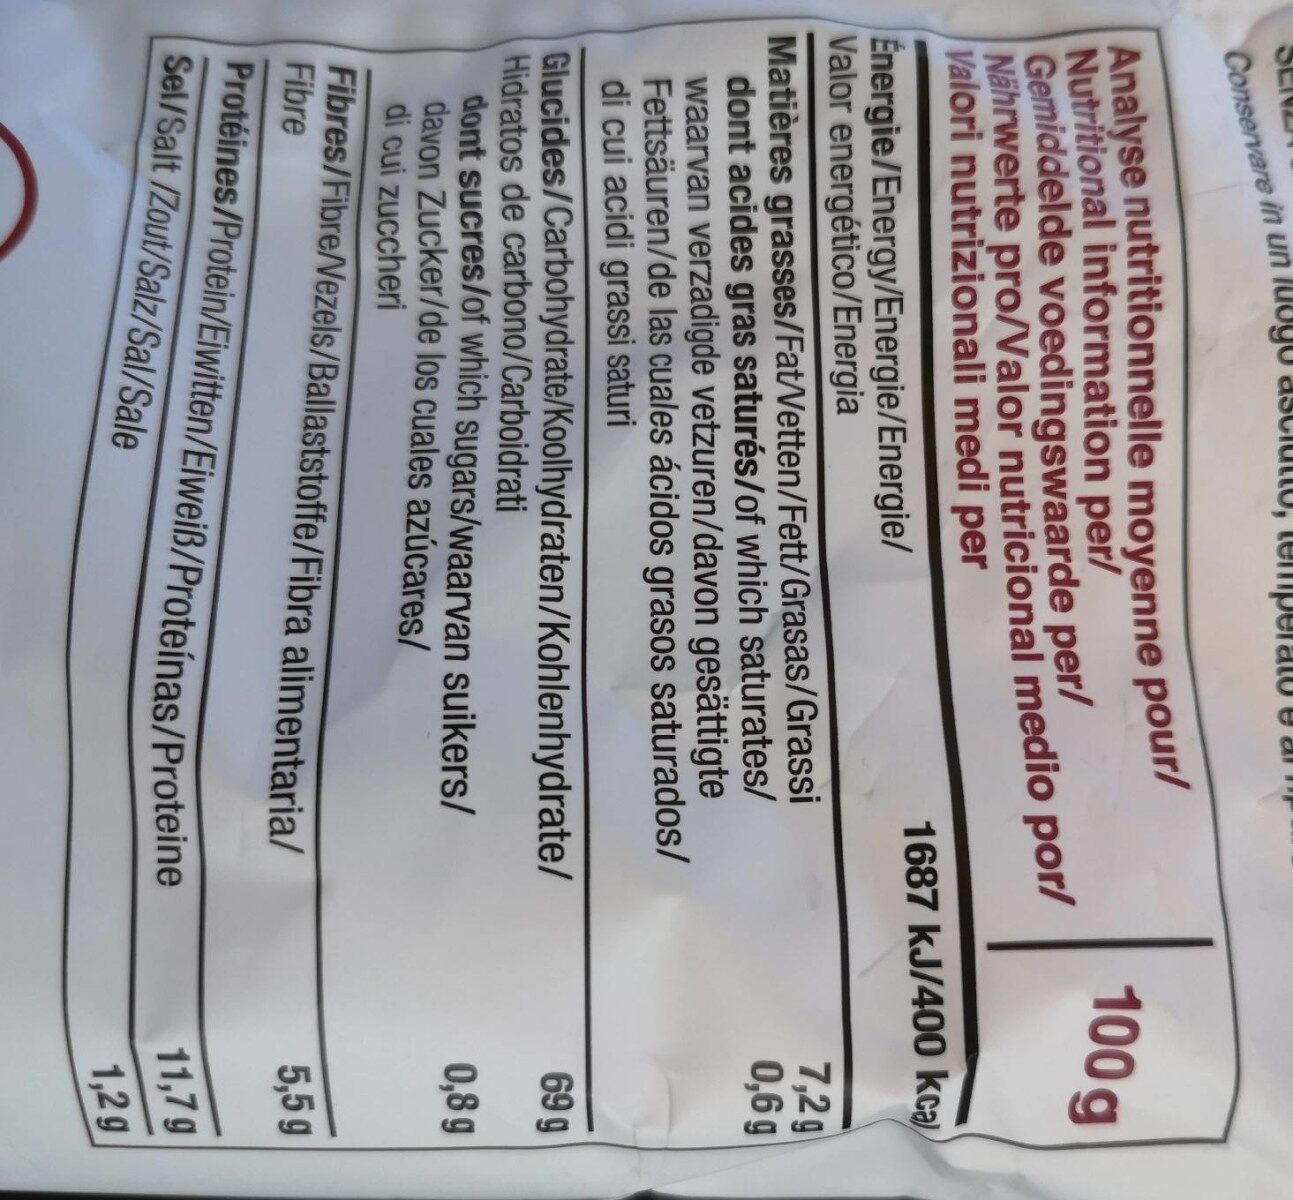 Conservare in un luogo asciutto, temperato e al
Analyse nutritionnelle moyenne pour/
Nutritional information per/
Gemiddelde voedingswaarde per/
Nährwerte pro/Valor nutricional medio por/
Valori nutrizionali medi per
100g
Énergie/Energy/Energie/Energie/
Valor energético/Energia
1687 kJ/400 kcal
Matières grasses/Fat/Vetten/Fett/Grasas/Grassi 7,2 g
dont acides gras saturés/of which saturates/ 0,6 g
waarvan verzadigde vetzuren/davon gesättigte
Fettsäuren/de las cuales ácidos grasos saturados/
di cui acidi grassi saturi
Glucides/Carbohydrate/Koolhydraten/Kohlenhydrate/ 69 g
Hidratos de carbono/Carboidrati
dont sucres/of which sugars/waarvan suikers/ 0,8 g
davon Zucker/de los cuales azúcares/
di cui zuccheri
Fibres/Fibre/Vezels/Ballaststoffe/Fibra alimentaria/ 5,5 g
Fibre
Protéines/Protein/Eiwitten/Eiweiß/Proteínas/Proteine 11,7 g
Sel/Salt /Zout/Salz/Sal/Sale 1,2 g